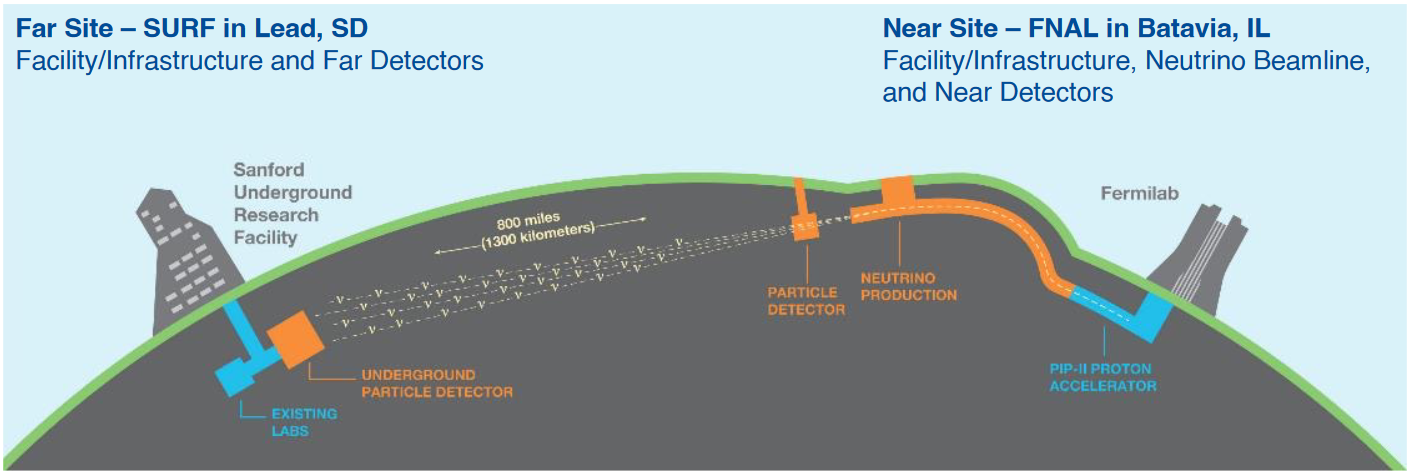 Far Site – SURF in Lead, SD
Facility/Infrastructure and Far Detectors
Near Site – FNAL in Batavia, IL
Facility/Infrastructure, Neutrino Beamline,
and Near Detectors
Sanford
Underground
Research
Facility
800 miles
(1300 kilometers)
Fermilab
ν ν ν ν ν ν ν
ν ν ν ν ν ν ν
ν ν ν ν ν ν ν
ν ν ν ν ν ν
PARTICLE
DETECTOR
NEUTRINO
PRODUCTION
PIP-II PROTON
ACCELERATOR
UNDERGROUND
PARTICLE DETECTOR
EXISTING
LABS